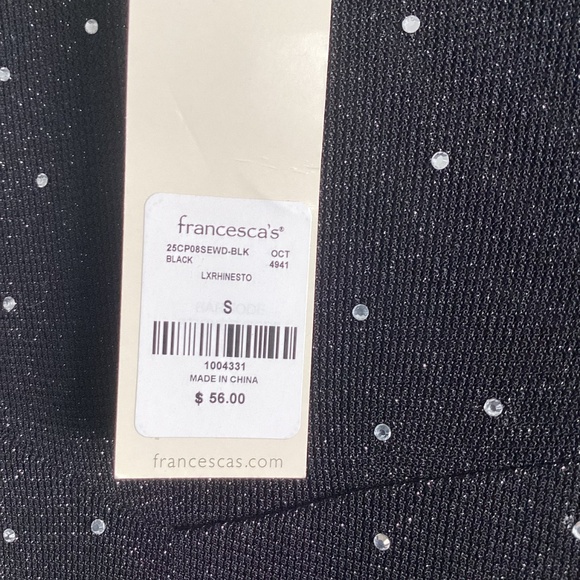 francesca's®
25CP08SEWD-BLK OCT
BLACK 4941
LXRHINESTO
S
1004331
MADE IN CHINA
$ 56.00
francescas.com